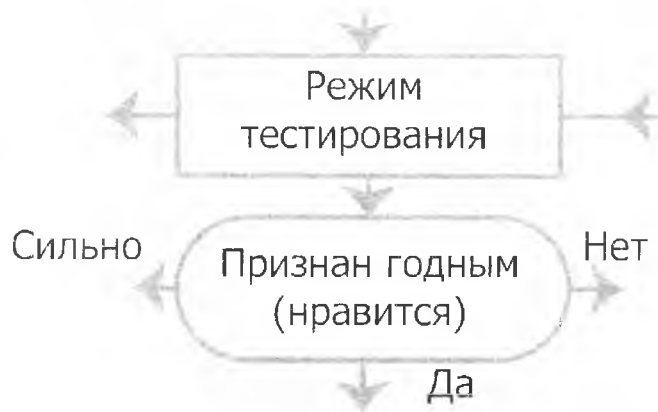 Режим
тестирования
Сильно
Нет
Признан годным
(нравится)
Да